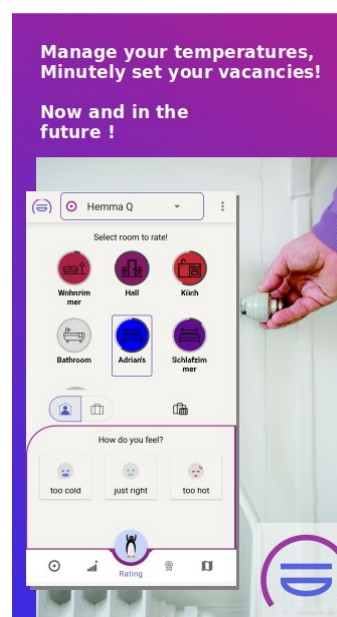 Manage your temperatures,
Minutely set your vacancies!
Now and in the
future !
Hemma Q
Select room to rate!
Wohnzim
mer
Hall
Küch
Bathroom
Adrian's
Schlafzim
mer
How do you feel?
too cold
just right
too hot
Rating